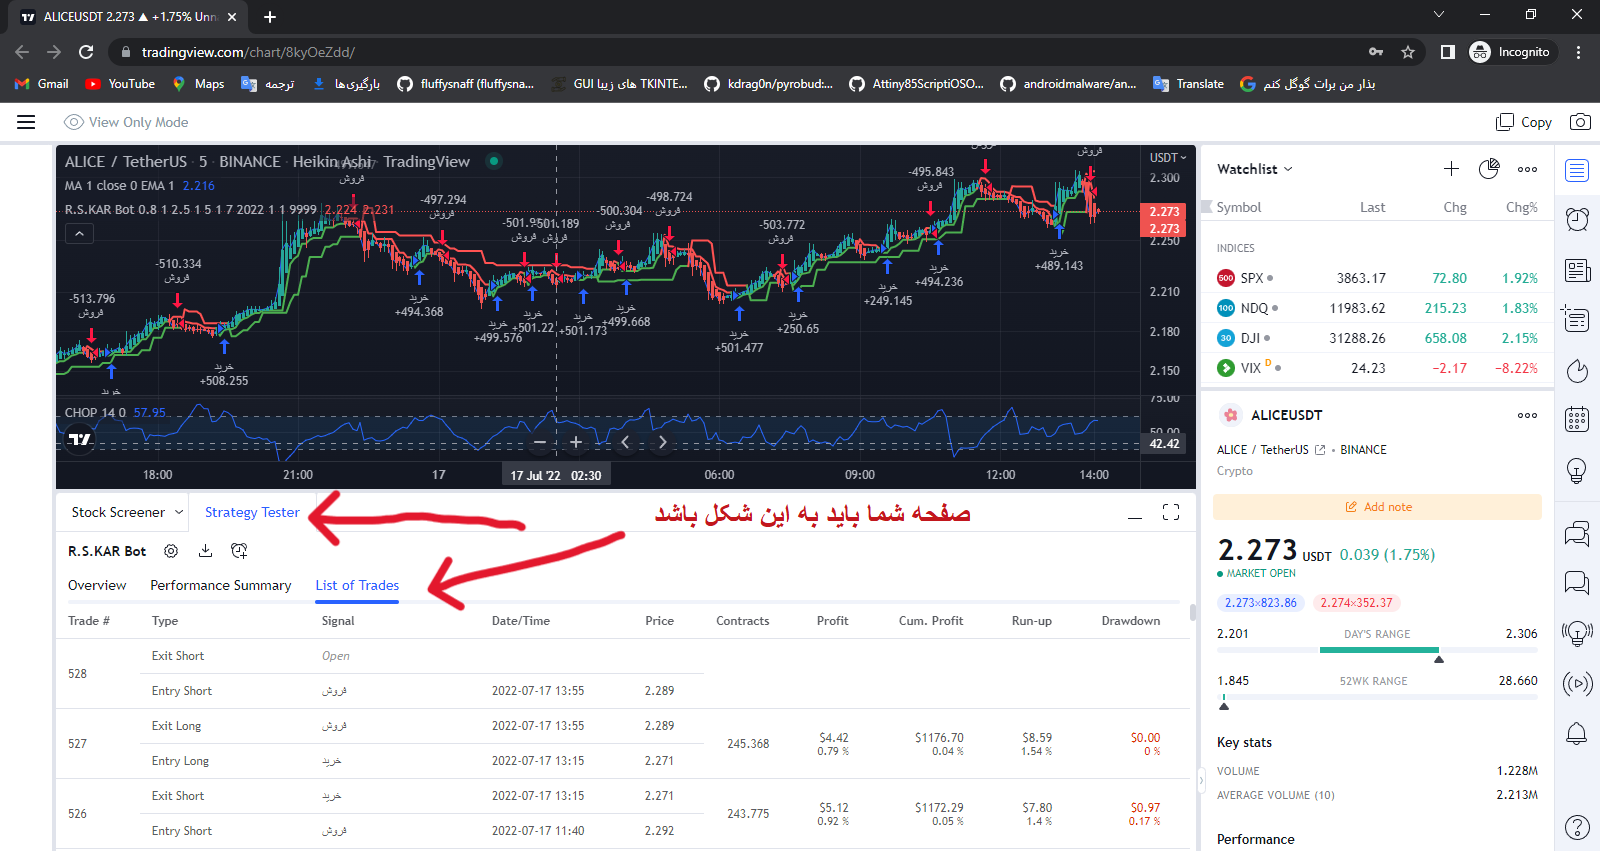 ALICEUSDT 2.273 ▲ +1.75% Unn
tradingview.com/chart/8kyOeZdd/
Incognito
Gmail YouTube Maps ترجمه بارگیری‌ها fluffysnaff (fluffysna... GUI های زیبا TKINTE... kdrag0n/pyrobud:... Attiny85ScriptiOSO... androidmalware/an... Translate بذار من برات گوگل کنم
View Only Mode
Copy
ALICE / TetherUS · 5 · BINANCE · Heikin Ashi · TradingView
MA 1 close 0 EMA 1 2.216
R.S.KAR Bot 0.8 1 2.5 1 5 1 7 2022 1 1 9999 2.224 2.231
فروش
-513.796
فروش
خرید
-510.334
فروش
خرید
+508.255
خرید
+494.368
-497.294
فروش
خرید
+499.576
فروش
خرید
+501.22
-501.189
فروش
خرید
+501.173
-500.304
فروش
خرید
+499.668
-498.724
فروش
خرید
+501.477
-503.772
فروش
خرید
+250.65
خرید
+249.145
-495.843
فروش
خرید
+494.236
فروش
خرید
+489.143
فروش
USDT
2.300
2.273
2.273
2.250
2.210
2.180
2.150
CHOP 14 0 57.95
75.00
50.00
42.42
18:00 21:00 17 17 Jul '22 02:30 06:00 09:00 12:00 14:00
Stock Screener Strategy Tester
صفحه شما باید به این شکل باشد
R.S.KAR Bot
Overview Performance Summary List of Trades
Trade # Type Signal Date/Time Price Contracts Profit Cum. Profit Run-up Drawdown
528
Exit Short Open
Entry Short فروش 2022-07-17 13:55 2.289
527
Exit Long فروش 2022-07-17 13:55 2.289
Entry Long خرید 2022-07-17 13:15 2.271
245.368 $4.42 $1176.70 $8.59 $0.00
0.79 % 0.04 % 1.54 % 0 %
526
Exit Short خرید 2022-07-17 13:15 2.271
Entry Short فروش 2022-07-17 11:40 2.292
243.775 $5.12 $1172.29 $7.80 $0.97
0.92 % 0.05 % 1.4 % 0.17 %
Watchlist
Symbol Last Chg Chg%
INDICES
500 SPX 3863.17 72.80 1.92%
100 NDQ 11983.62 215.23 1.83%
30 DJI 31288.26 658.08 2.15%
VIX D 24.23 −2.17 −8.22%
ALICEUSDT
ALICE / TetherUS • BINANCE
Crypto
Add note
2.273 USDT 0.039 (1.75%)
MARKET OPEN
2.273×823.86 2.274×352.37
2.201 DAY'S RANGE 2.306
1.845 52WK RANGE 28.660
Key stats
VOLUME 1.228M
AVERAGE VOLUME (10) 2.213M
Performance